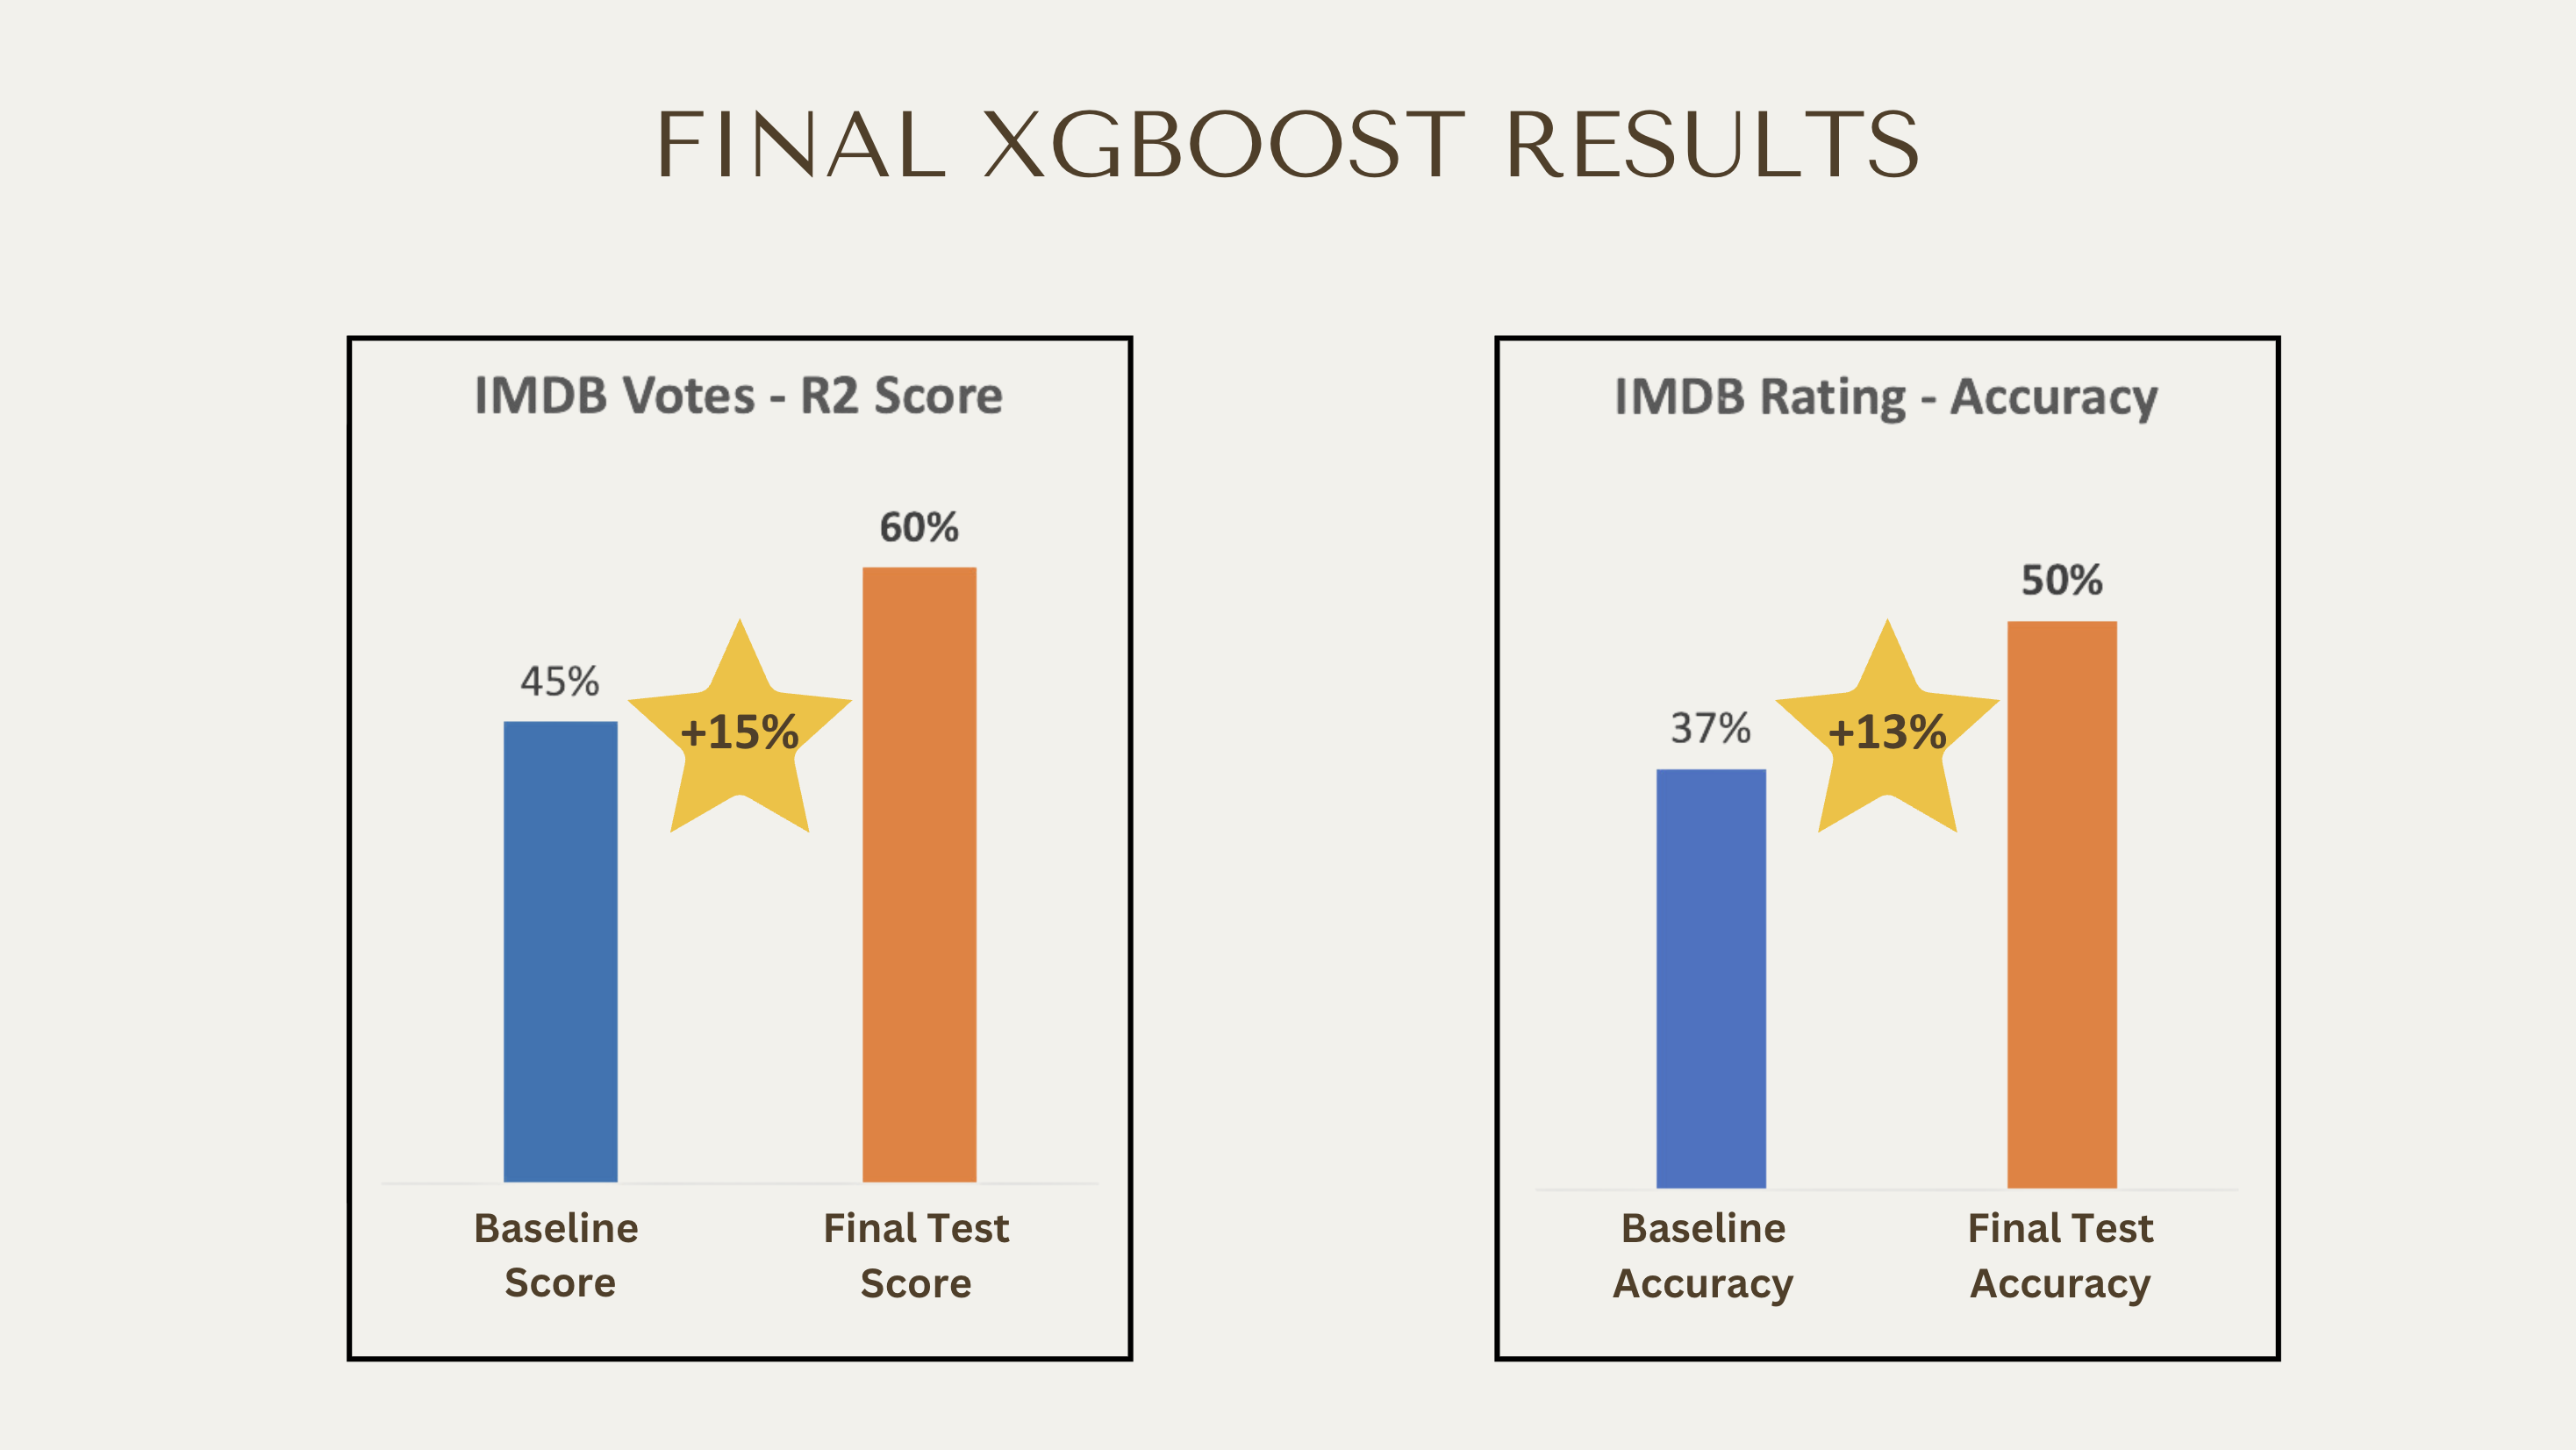 FINAL XGBOOST RESULTS
IMDB Votes - R2 Score
60%
45%
+15%
Baseline
Score
Final Test
Score
IMDB Rating - Accuracy
50%
37%
+13%
Baseline
Accuracy
Final Test
Accuracy